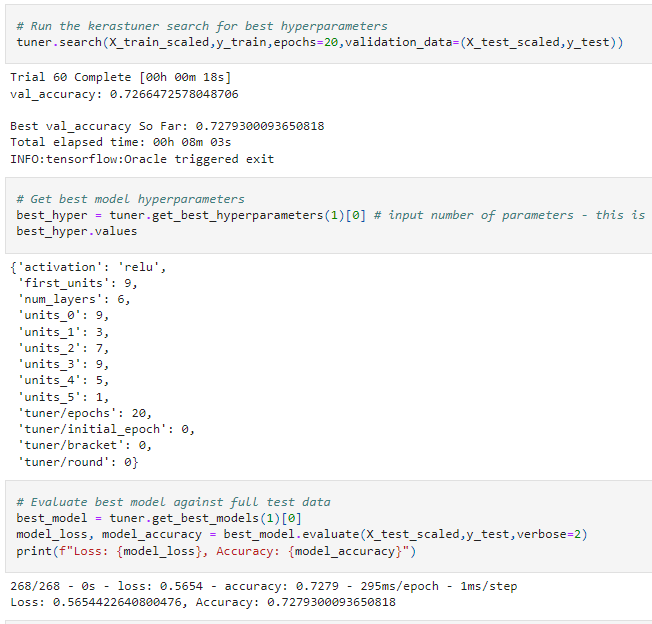 # Run the kerastuner search for best hyperparameters
tuner.search(X_train_scaled,y_train,epochs=20,validation_data=(X_test_scaled,y_test))
Trial 60 Complete [00h 00m 18s]
val_accuracy: 0.7266472578048706
Best val_accuracy So Far: 0.7279300093650818
Total elapsed time: 00h 08m 03s
INFO:tensorflow:Oracle triggered exit
# Get best model hyperparameters
best_hyper = tuner.get_best_hyperparameters(1)[0] # input number of parameters - this is
best_hyper.values
{'activation': 'relu',
 'first_units': 9,
 'num_layers': 6,
 'units_0': 9,
 'units_1': 3,
 'units_2': 7,
 'units_3': 9,
 'units_4': 5,
 'units_5': 1,
 'tuner/epochs': 20,
 'tuner/initial_epoch': 0,
 'tuner/bracket': 0,
 'tuner/round': 0}
# Evaluate best model against full test data
best_model = tuner.get_best_models(1)[0]
model_loss, model_accuracy = best_model.evaluate(X_test_scaled,y_test,verbose=2)
print(f"Loss: {model_loss}, Accuracy: {model_accuracy}")
268/268 - 0s - loss: 0.5654 - accuracy: 0.7279 - 295ms/epoch - 1ms/step
Loss: 0.5654422640800476, Accuracy: 0.7279300093650818